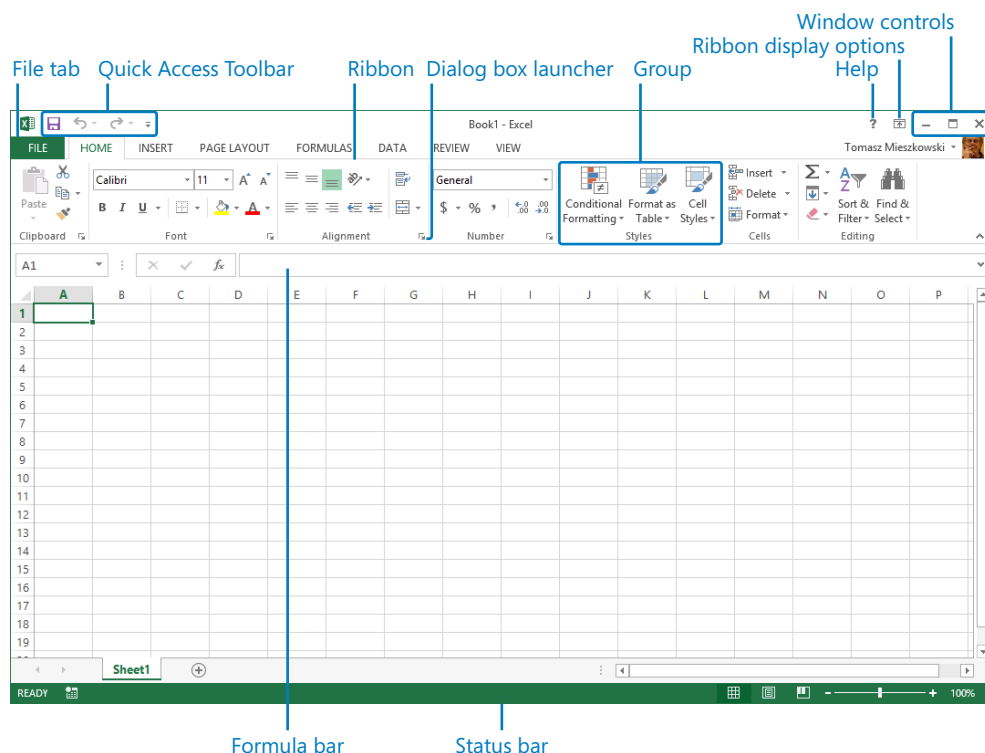 Window controls
Ribbon display options
File tab Quick Access Toolbar Ribbon Dialog box launcher Group Help
Book1 - Excel ?
FILE HOME INSERT PAGE LAYOUT FORMULAS DATA REVIEW VIEW Tomasz Mieszkowski
Paste Calibri 11 A A General Conditional Formatting Format as Table Cell Styles Insert Delete Format Sort & Filter Find & Select
B I U A $ % , .00 .0 .00 .0
Clipboard Font Alignment Number Styles Cells Editing
A1 fx
A B C D E F G H I J K L M N O P
1
2
3
4
5
6
7
8
9
10
11
12
13
14
15
16
17
18
19
Sheet1
READY 100%
Formula bar Status bar